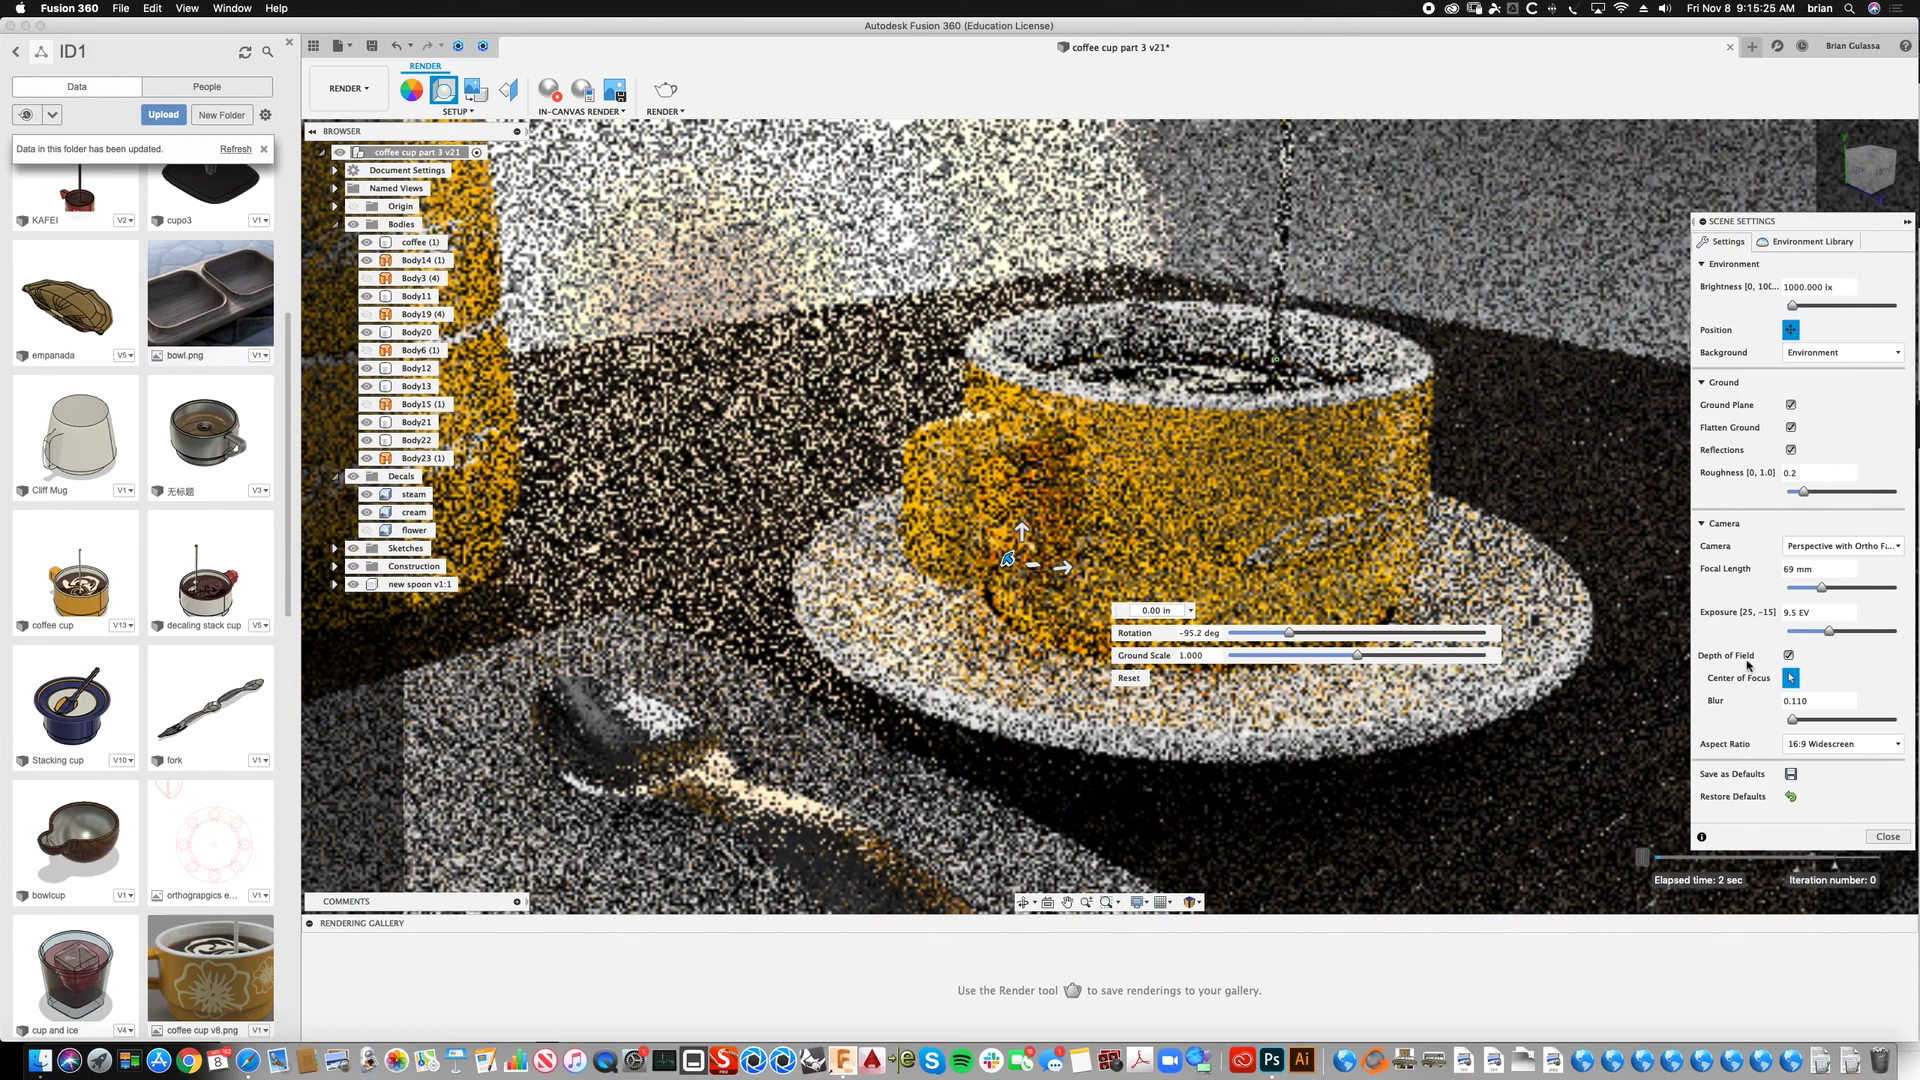 Fusion 360 File Edit View Window Help
Fri Nov 8 9:15:25 AM brian
Autodesk Fusion 360 (Education License)
ID1
coffee cup part 3 v21*
Brian Gulassa
Data People
RENDER
RENDER
Upload New Folder
SETUP IN-CANVAS RENDER RENDER
Data in this folder has been updated. Refresh
KAFEI V2
cupo3 V1
empanada V5
bowl.png V1
Cliff Mug V1
无标题 V3
coffee cup V13
decaling stack cup V5
Stacking cup V10
fork V1
bowlcup V1
orthograpgics e... V1
cup and ice V4
coffee cup v8.png V1
BROWSER
coffee cup part 3 v21
Document Settings
Named Views
Origin
Bodies
coffee (1)
Body14 (1)
Body3 (4)
Body11
Body19 (4)
Body20
Body6 (1)
Body12
Body13
Body15 (1)
Body21
Body22
Body23 (1)
Decals
steam
cream
flower
Sketches
Construction
new spoon v1:1
0.00 in
Rotation -95.2 deg
Ground Scale 1.000
Reset
SCENE SETTINGS
Settings Environment Library
Environment
Brightness [0, 10C... 1000.000 lx
Position
Background Environment
Ground
Ground Plane
Flatten Ground
Reflections
Roughness [0, 1.0] 0.2
Camera
Camera Perspective with Ortho Fa...
Focal Length 69 mm
Exposure [25, -15] 9.5 EV
Depth of Field
Center of Focus
Blur 0.110
Aspect Ratio 16:9 Widescreen
Save as Defaults
Restore Defaults
Close
Elapsed time: 2 sec Iteration number: 0
COMMENTS
RENDERING GALLERY
Use the Render tool to save renderings to your gallery.